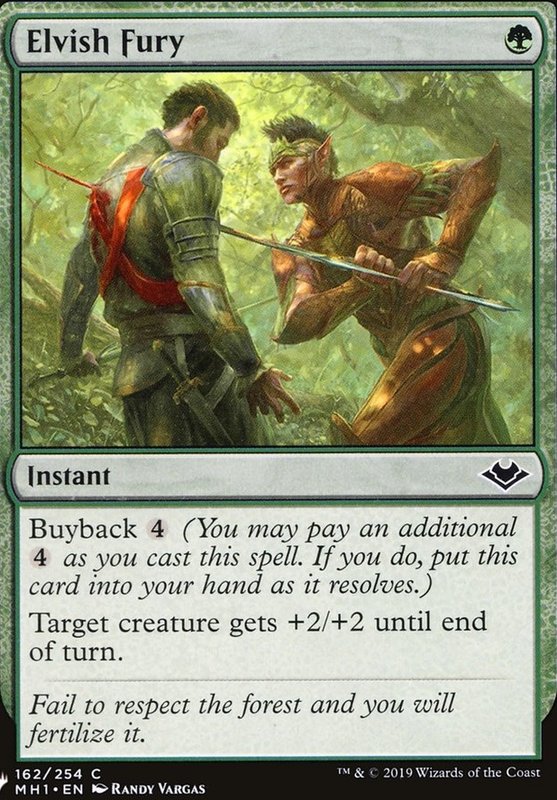 Elvish Fury
Instant
Buyback 4 (You may pay an additional
4 as you cast this spell. If you do, put this
card into your hand as it resolves.)
Target creature gets +2/+2 until end
of turn.
Fail to respect the forest and you will
fertilize it.
162/254 C
MH1 • EN Randy Vargas
™ & © 2019 Wizards of the Coast